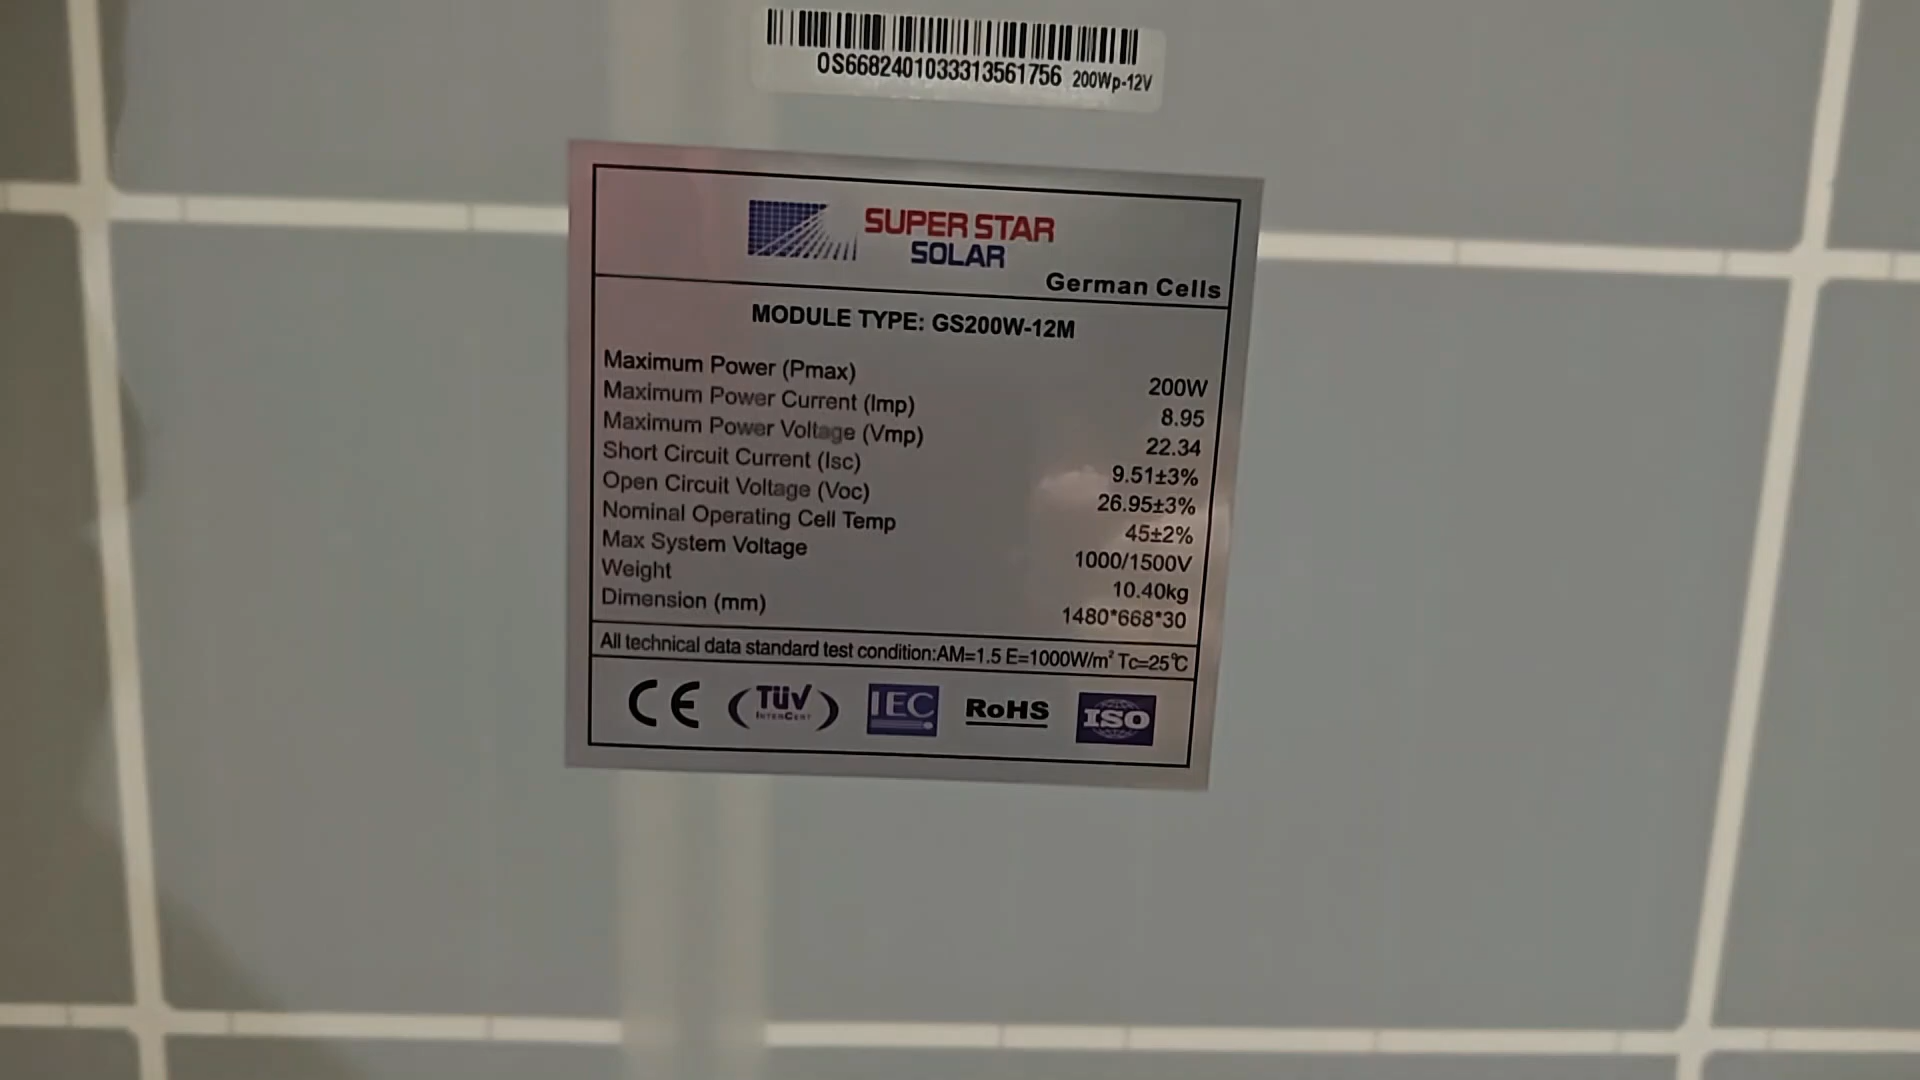 OS6682401033313561756 200Wp-12V
SUPER STAR
SOLAR
German Cells
MODULE TYPE: GS200W-12M
Maximum Power (Pmax) 200W
Maximum Power Current (Imp) 8.95
Maximum Power Voltage (Vmp) 22.34
Short Circuit Current (Isc) 9.51±3%
Open Circuit Voltage (Voc) 26.95±3%
Nominal Operating Cell Temp 45±2%
Max System Voltage 1000/1500V
Weight 10.40kg
Dimension (mm) 1480*668*30
All technical data standard test condition:AM=1.5 E=1000W/m² Tc=25℃
CE TÜV INTERCERT IEC RoHS ISO